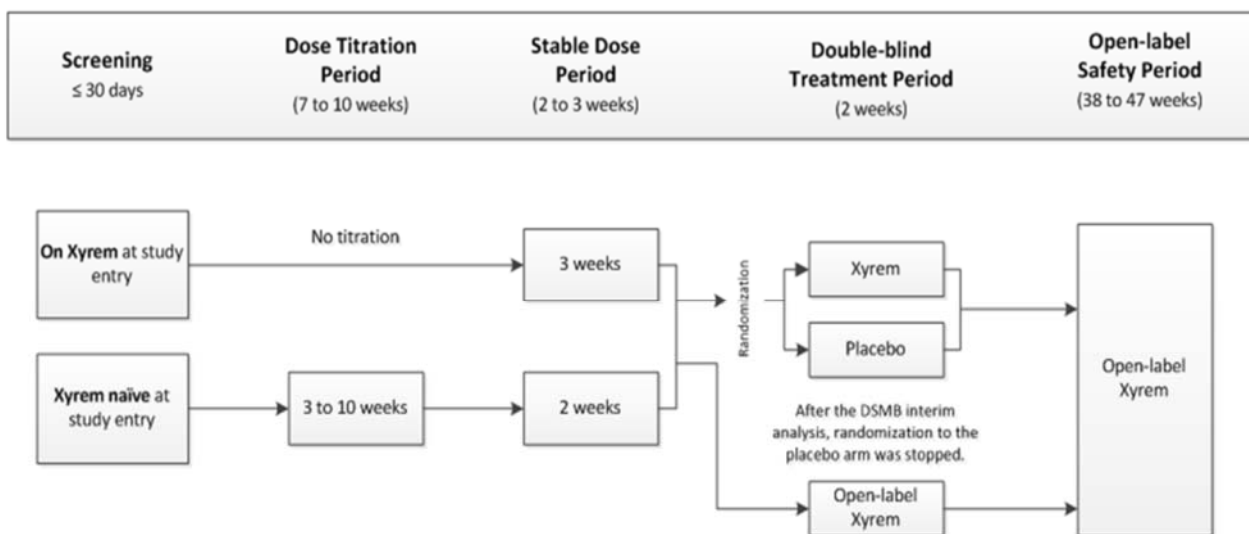 Screening
≤ 30 days
Dose Titration
Period
(7 to 10 weeks)
Stable Dose
Period
(2 to 3 weeks)
Double-blind
Treatment Period
(2 weeks)
Open-label
Safety Period
(38 to 47 weeks)
On Xyrem at study
entry
No titration
3 weeks
Randomization
Xyrem
Placebo
Xyrem naïve at
study entry
3 to 10 weeks
2 weeks
After the DSMB interim
analysis, randomization to the
placebo arm was stopped.
Open-label
Xyrem
Open-label
Xyrem